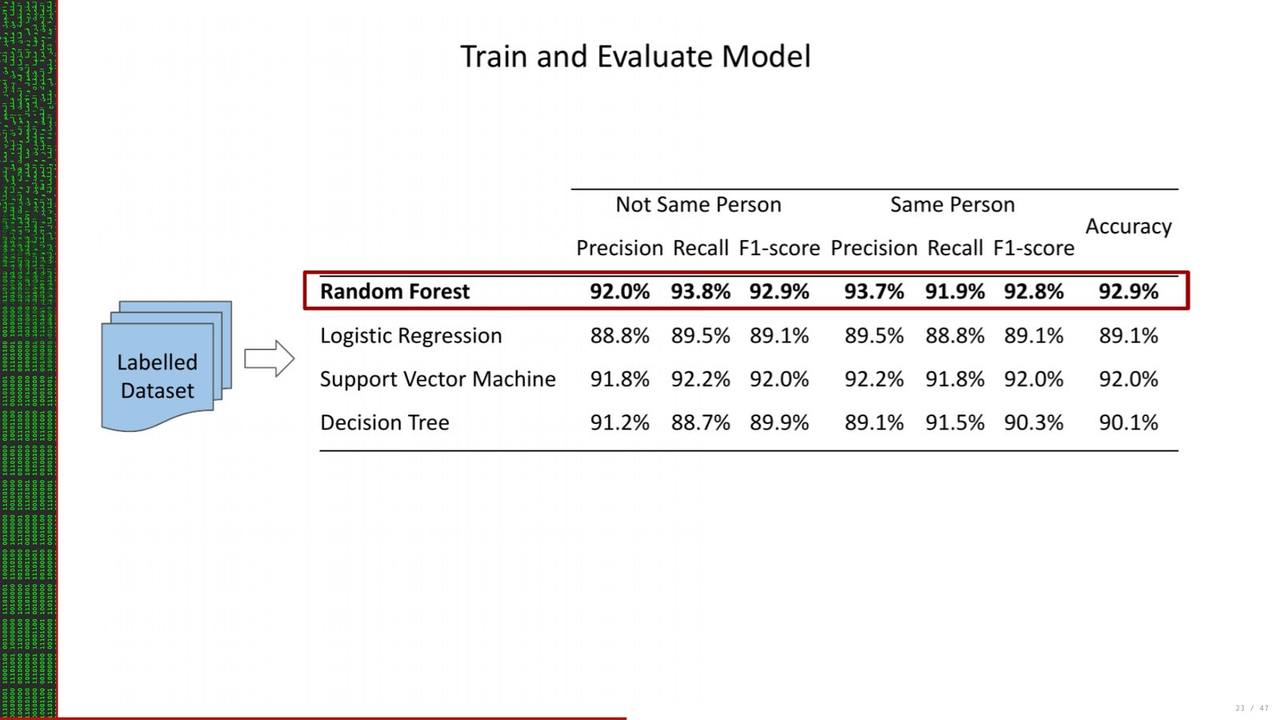 Train and Evaluate Model
Not Same Person Same Person Accuracy
Precision Recall F1-score Precision Recall F1-score
Random Forest 92.0% 93.8% 92.9% 93.7% 91.9% 92.8% 92.9%
Logistic Regression 88.8% 89.5% 89.1% 89.5% 88.8% 89.1% 89.1%
Support Vector Machine 91.8% 92.2% 92.0% 92.2% 91.8% 92.0% 92.0%
Decision Tree 91.2% 88.7% 89.9% 89.1% 91.5% 90.3% 90.1%
Labelled
Dataset
23 / 47